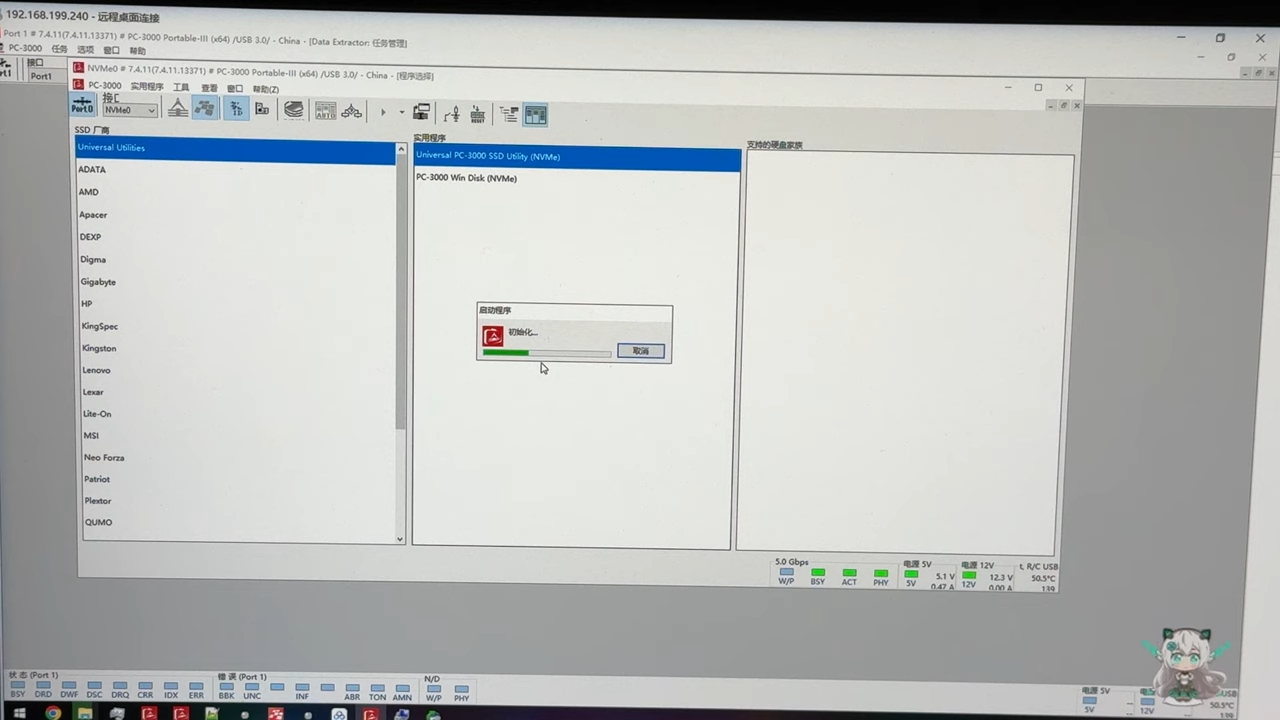 192.168.199.240 - 远程桌面连接
Port 1 # 7.4.11(7.4.11.13371) # PC-3000 Portable-III (x64) /USB 3.0/ - China - [Data Extractor: 任务管理]
PC-3000 任务 选项 窗口 帮助
接口
Port1
NVMe0 # 7.4.11(7.4.11.13371) # PC-3000 Portable-III (x64) /USB 3.0/ - China - [程序选择]
PC-3000 实用程序 工具 查看 窗口 帮助(Z)
Port0
NVMe0
AUTO
SSD 厂商
Universal Utilities
ADATA
AMD
Apacer
DEXP
Digma
Gigabyte
HP
KingSpec
Kingston
Lenovo
Lexar
Lite-On
MSI
Neo Forza
Patriot
Plextor
QUMO
实用程序
Universal PC-3000 SSD Utility (NVMe)
PC-3000 Win Disk (NVMe)
支持的硬盘家族
启动程序
初始化...
取消
5.0 Gbps
W/P BSY ACT PHY
电源 5V
5V 5.1 V
0.47 A
电源 12V
12V 12.3 V
0.00 A
t, R/C USB
50.5°C
139
状态 (Port 1)
BSY DRD DWF DSC DRQ CRR IDX ERR
错误 (Port 1)
BBK UNC INF ABR TON AMN
N/D
W/P PHY
电源 5V
5V
12V
USB
50.5°C
139